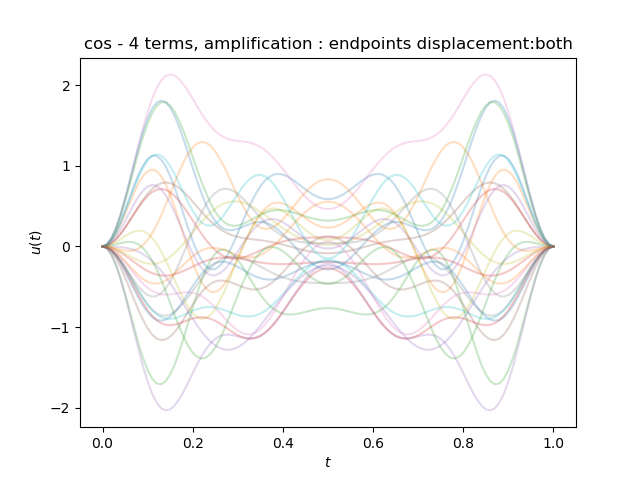 cos - 4 terms, amplification : endpoints displacement:both
u(t)
2
1
0
−1
−2
0.0 0.2 0.4 0.6 0.8 1.0
t